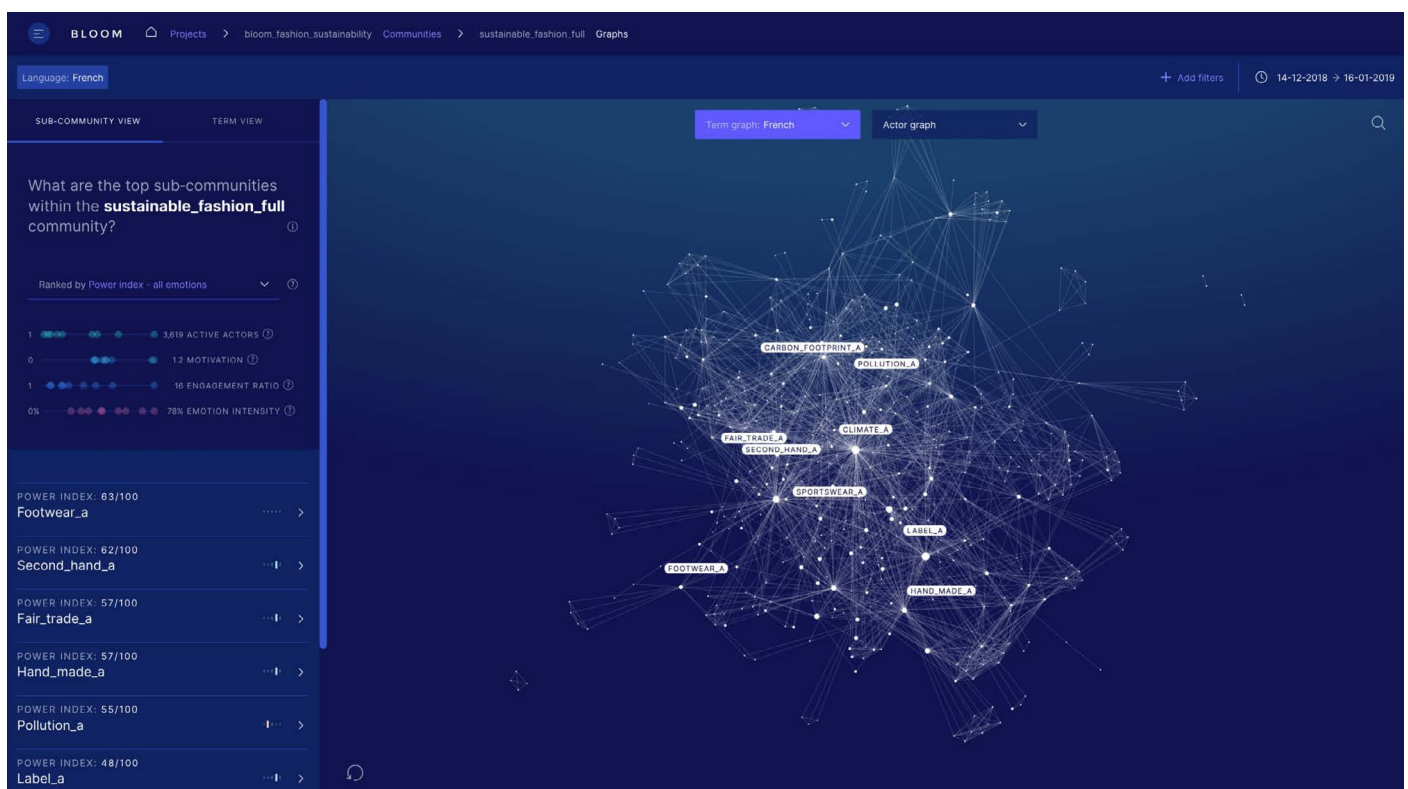 BLOOM Projects > bloom_fashion_sustainability Communities > sustainable_fashion_full Graphs
Language: French
+ Add filters
14-12-2018 → 16-01-2019
SUB-COMMUNITY VIEW
TERM VIEW
Term graph: French
Actor graph
What are the top sub-communities
within the sustainable_fashion_full
community?
Ranked by Power index - all emotions
1 3,619 ACTIVE ACTORS
0 1.2 MOTIVATION
1 16 ENGAGEMENT RATIO
0% 78% EMOTION INTENSITY
POWER INDEX: 63/100
Footwear_a
POWER INDEX: 62/100
Second_hand_a
POWER INDEX: 57/100
Fair_trade_a
POWER INDEX: 57/100
Hand_made_a
POWER INDEX: 55/100
Pollution_a
POWER INDEX: 48/100
Label_a
CARBON_FOOTPRINT_A
POLLUTION_A
CLIMATE_A
FAIR_TRADE_A
SECOND_HAND_A
SPORTSWEAR_A
LABEL_A
FOOTWEAR_A
HAND_MADE_A